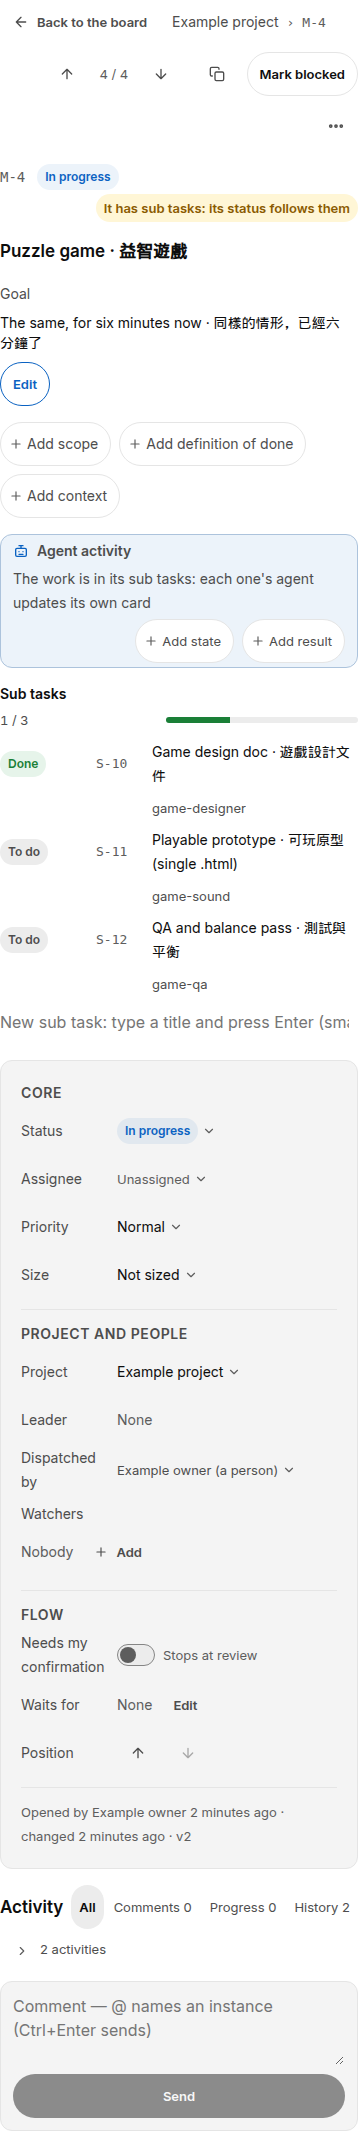 Back to the board Example project › M-4
4 / 4 Mark blocked
M-4 In progress
It has sub tasks: its status follows them
Puzzle game · 益智遊戲
Goal
The same, for six minutes now · 同樣的情形，已經六
分鐘了
Edit
Add scope Add definition of done
Add context
Agent activity
The work is in its sub tasks: each one's agent
updates its own card
Add state Add result
Sub tasks
1 / 3
Done S-10 Game design doc · 遊戲設計文
件
game-designer
To do S-11 Playable prototype · 可玩原型
(single .html)
game-sound
To do S-12 QA and balance pass · 測試與
平衡
game-qa
New sub task: type a title and press Enter (sma
CORE
Status In progress
Assignee Unassigned
Priority Normal
Size Not sized
PROJECT AND PEOPLE
Project Example project
Leader None
Dispatched
by Example owner (a person)
Watchers
Nobody Add
FLOW
Needs my
confirmation Stops at review
Waits for None Edit
Position
Opened by Example owner 2 minutes ago ·
changed 2 minutes ago · v2
Activity All Comments 0 Progress 0 History 2
2 activities
Comment — @ names an instance
(Ctrl+Enter sends)
Send